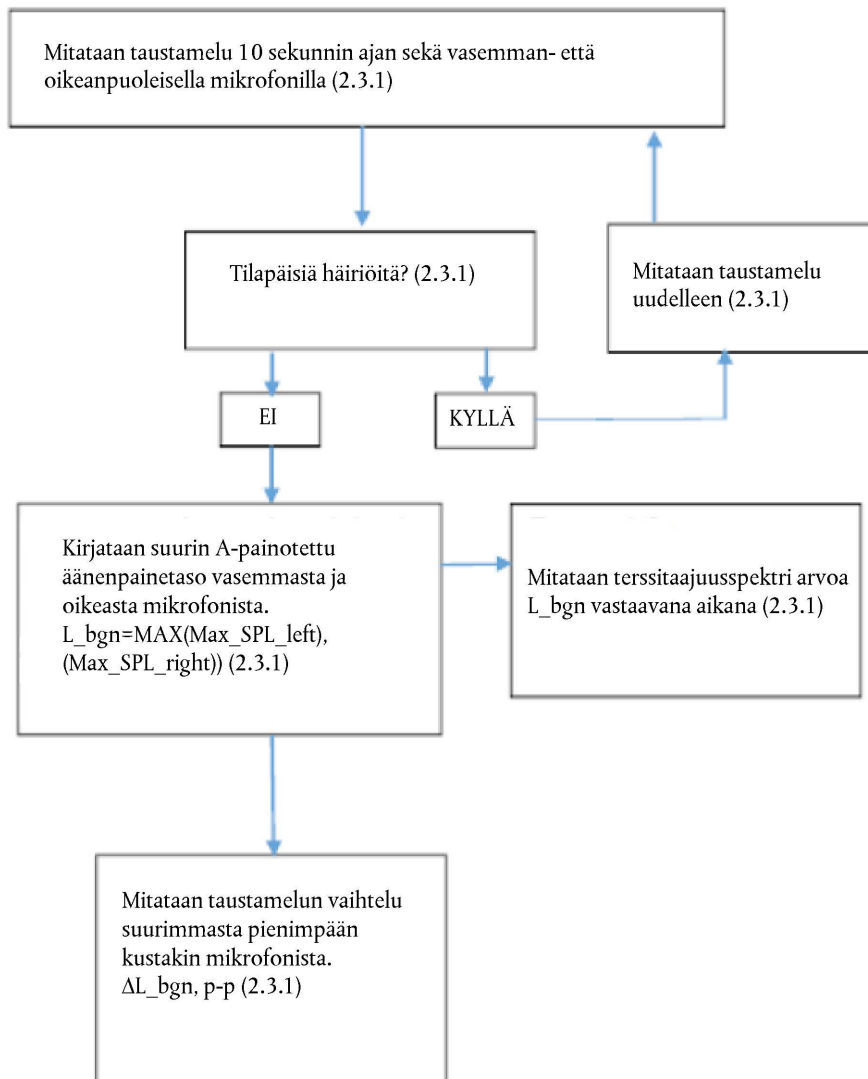 Mitataan taustamelu 10 sekunnin ajan sekä vasemman- että
oikeanpuoleisella mikrofonilla (2.3.1)
Tilapäisiä häiriöitä? (2.3.1)
Mitataan taustamelu
uudelleen (2.3.1)
EI
KYLLÄ
Kirjataan suurin A-painotettu
äänenpainetaso vasemmasta ja
oikeasta mikrofonista.
L_bgn=MAX(Max_SPL_left),
(Max_SPL_right)) (2.3.1)
Mitataan terssitaajuusspektri arvoa
L_bgn vastaavana aikana (2.3.1)
Mitataan taustamelun vaihtelu
suurimmasta pienimpään
kustakin mikrofonista.
ΔL_bgn, p-p (2.3.1)